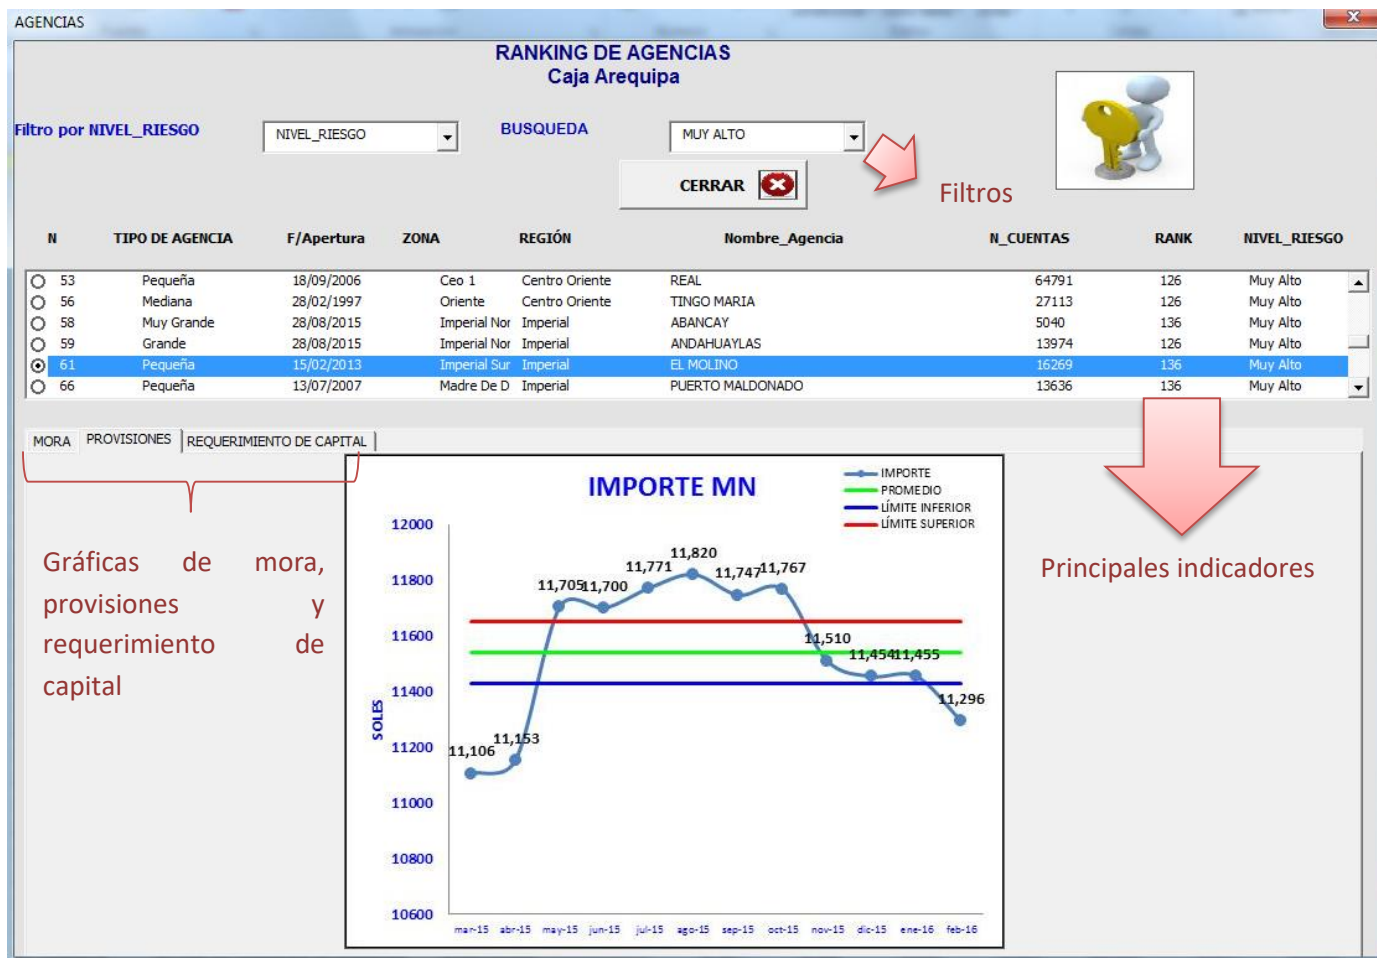 AGENCIAS
RANKING DE AGENCIAS
Caja Arequipa
Filtro por NIVEL_RIESGO
NIVEL_RIESGO
BUSQUEDA
MUY ALTO
CERRAR
Filtros
N TIPO DE AGENCIA F/Apertura ZONA REGIÓN Nombre_Agencia N_CUENTAS RANK NIVEL_RIESGO
53 Pequeña 18/09/2006 Ceo 1 Centro Oriente REAL 64791 126 Muy Alto
56 Mediana 28/02/1997 Oriente Centro Oriente TINGO MARIA 27113 126 Muy Alto
58 Muy Grande 28/08/2015 Imperial Nor Imperial ABANCAY 5040 136 Muy Alto
59 Grande 28/08/2015 Imperial Nor Imperial ANDAHUAYLAS 13974 126 Muy Alto
61 Pequeña 15/02/2013 Imperial Sur Imperial EL MOLINO 16269 136 Muy Alto
66 Pequeña 13/07/2007 Madre De D Imperial PUERTO MALDONADO 13636 136 Muy Alto
MORA PROVISIONES REQUERIMIENTO DE CAPITAL
Gráficas de mora,
provisiones y
requerimiento de
capital
IMPORTE MN
IMPORTE
PROMEDIO
LÍMITE INFERIOR
LÍMITE SUPERIOR
SOLES
12000
11800
11600
11400
11200
11000
10800
10600
11,106
11,153
11,705
11,700
11,771
11,820
11,747
11,767
11,510
11,454
11,455
11,296
mar-15 abr-15 may-15 jun-15 jul-15 ago-15 sep-15 oct-15 nov-15 dic-15 ene-16 feb-16
Principales indicadores